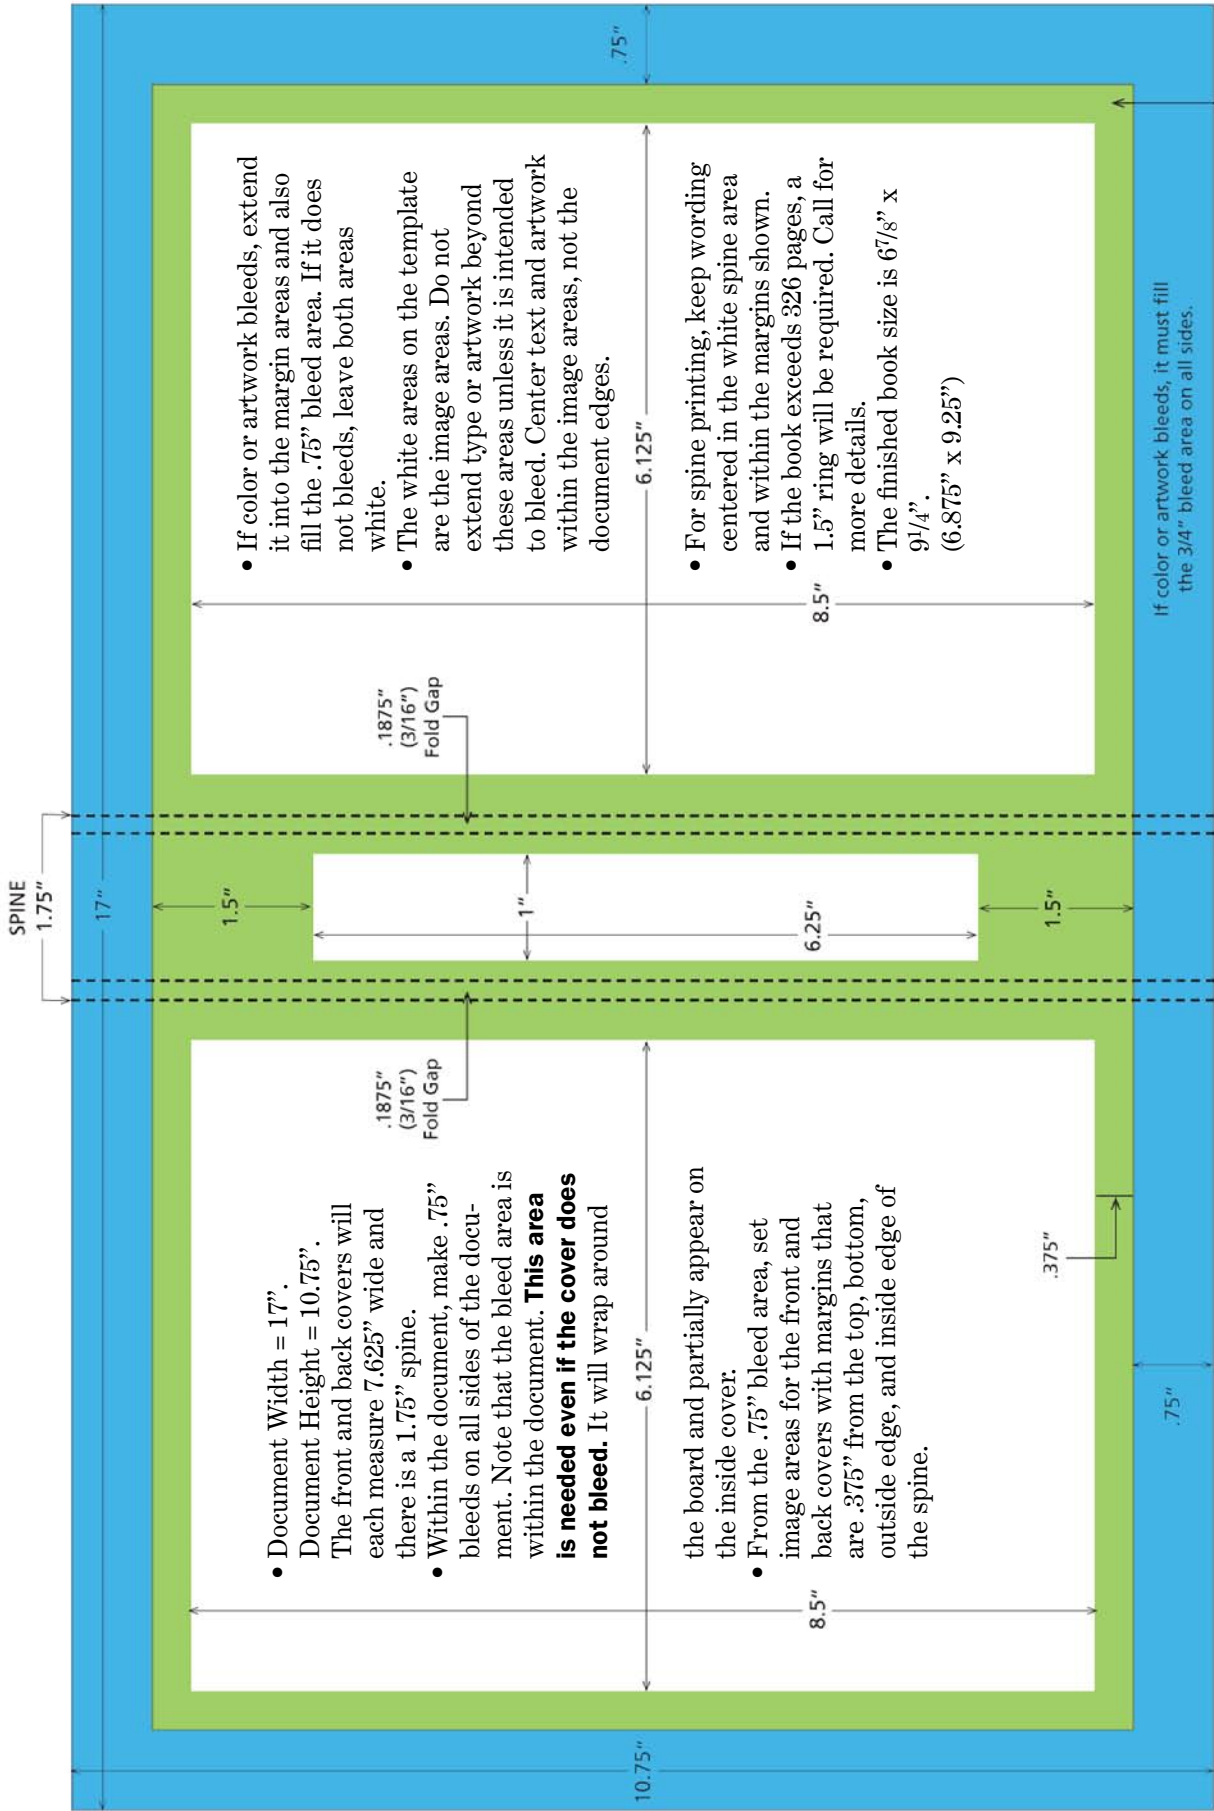 SPINE
1.75”
17”
• Document Width = 17”.
Document Height = 10.75”.
The front and back covers will
each measure 7.625” wide and
there is a 1.75” spine.
• Within the document, make .75”
bleeds on all sides of the docu-
ment. Note that the bleed area is
within the document. This area
is needed even if the cover does
not bleed. It will wrap around
6.125”
the board and partially appear on
the inside cover.
• From the .75” bleed area, set
image areas for the front and
back covers with margins that
are .375” from the top, bottom,
outside edge, and inside edge of
the spine.
8.5”
10.75”
.1875”
(3/16”)
Fold Gap
.375”
.75”
1.5”
1”
6.25”
1.5”
.1875”
(3/16”)
Fold Gap
• If color or artwork bleeds, extend
it into the margin areas and also
fill the .75” bleed area. If it does
not bleeds, leave both areas
white.
• The white areas on the template
are the image areas. Do not
extend type or artwork beyond
these areas unless it is intended
to bleed. Center text and artwork
within the image areas, not the
document edges.
6.125”
• For spine printing, keep wording
centered in the white spine area
and within the margins shown.
• If the book exceeds 326 pages, a
1.5” ring will be required. Call for
more details.
• The finished book size is 67/8” x
91/4”.
(6.875” x 9.25”)
8.5”
.75”
If color or artwork bleeds, it must fill
the 3/4” bleed area on all sides.